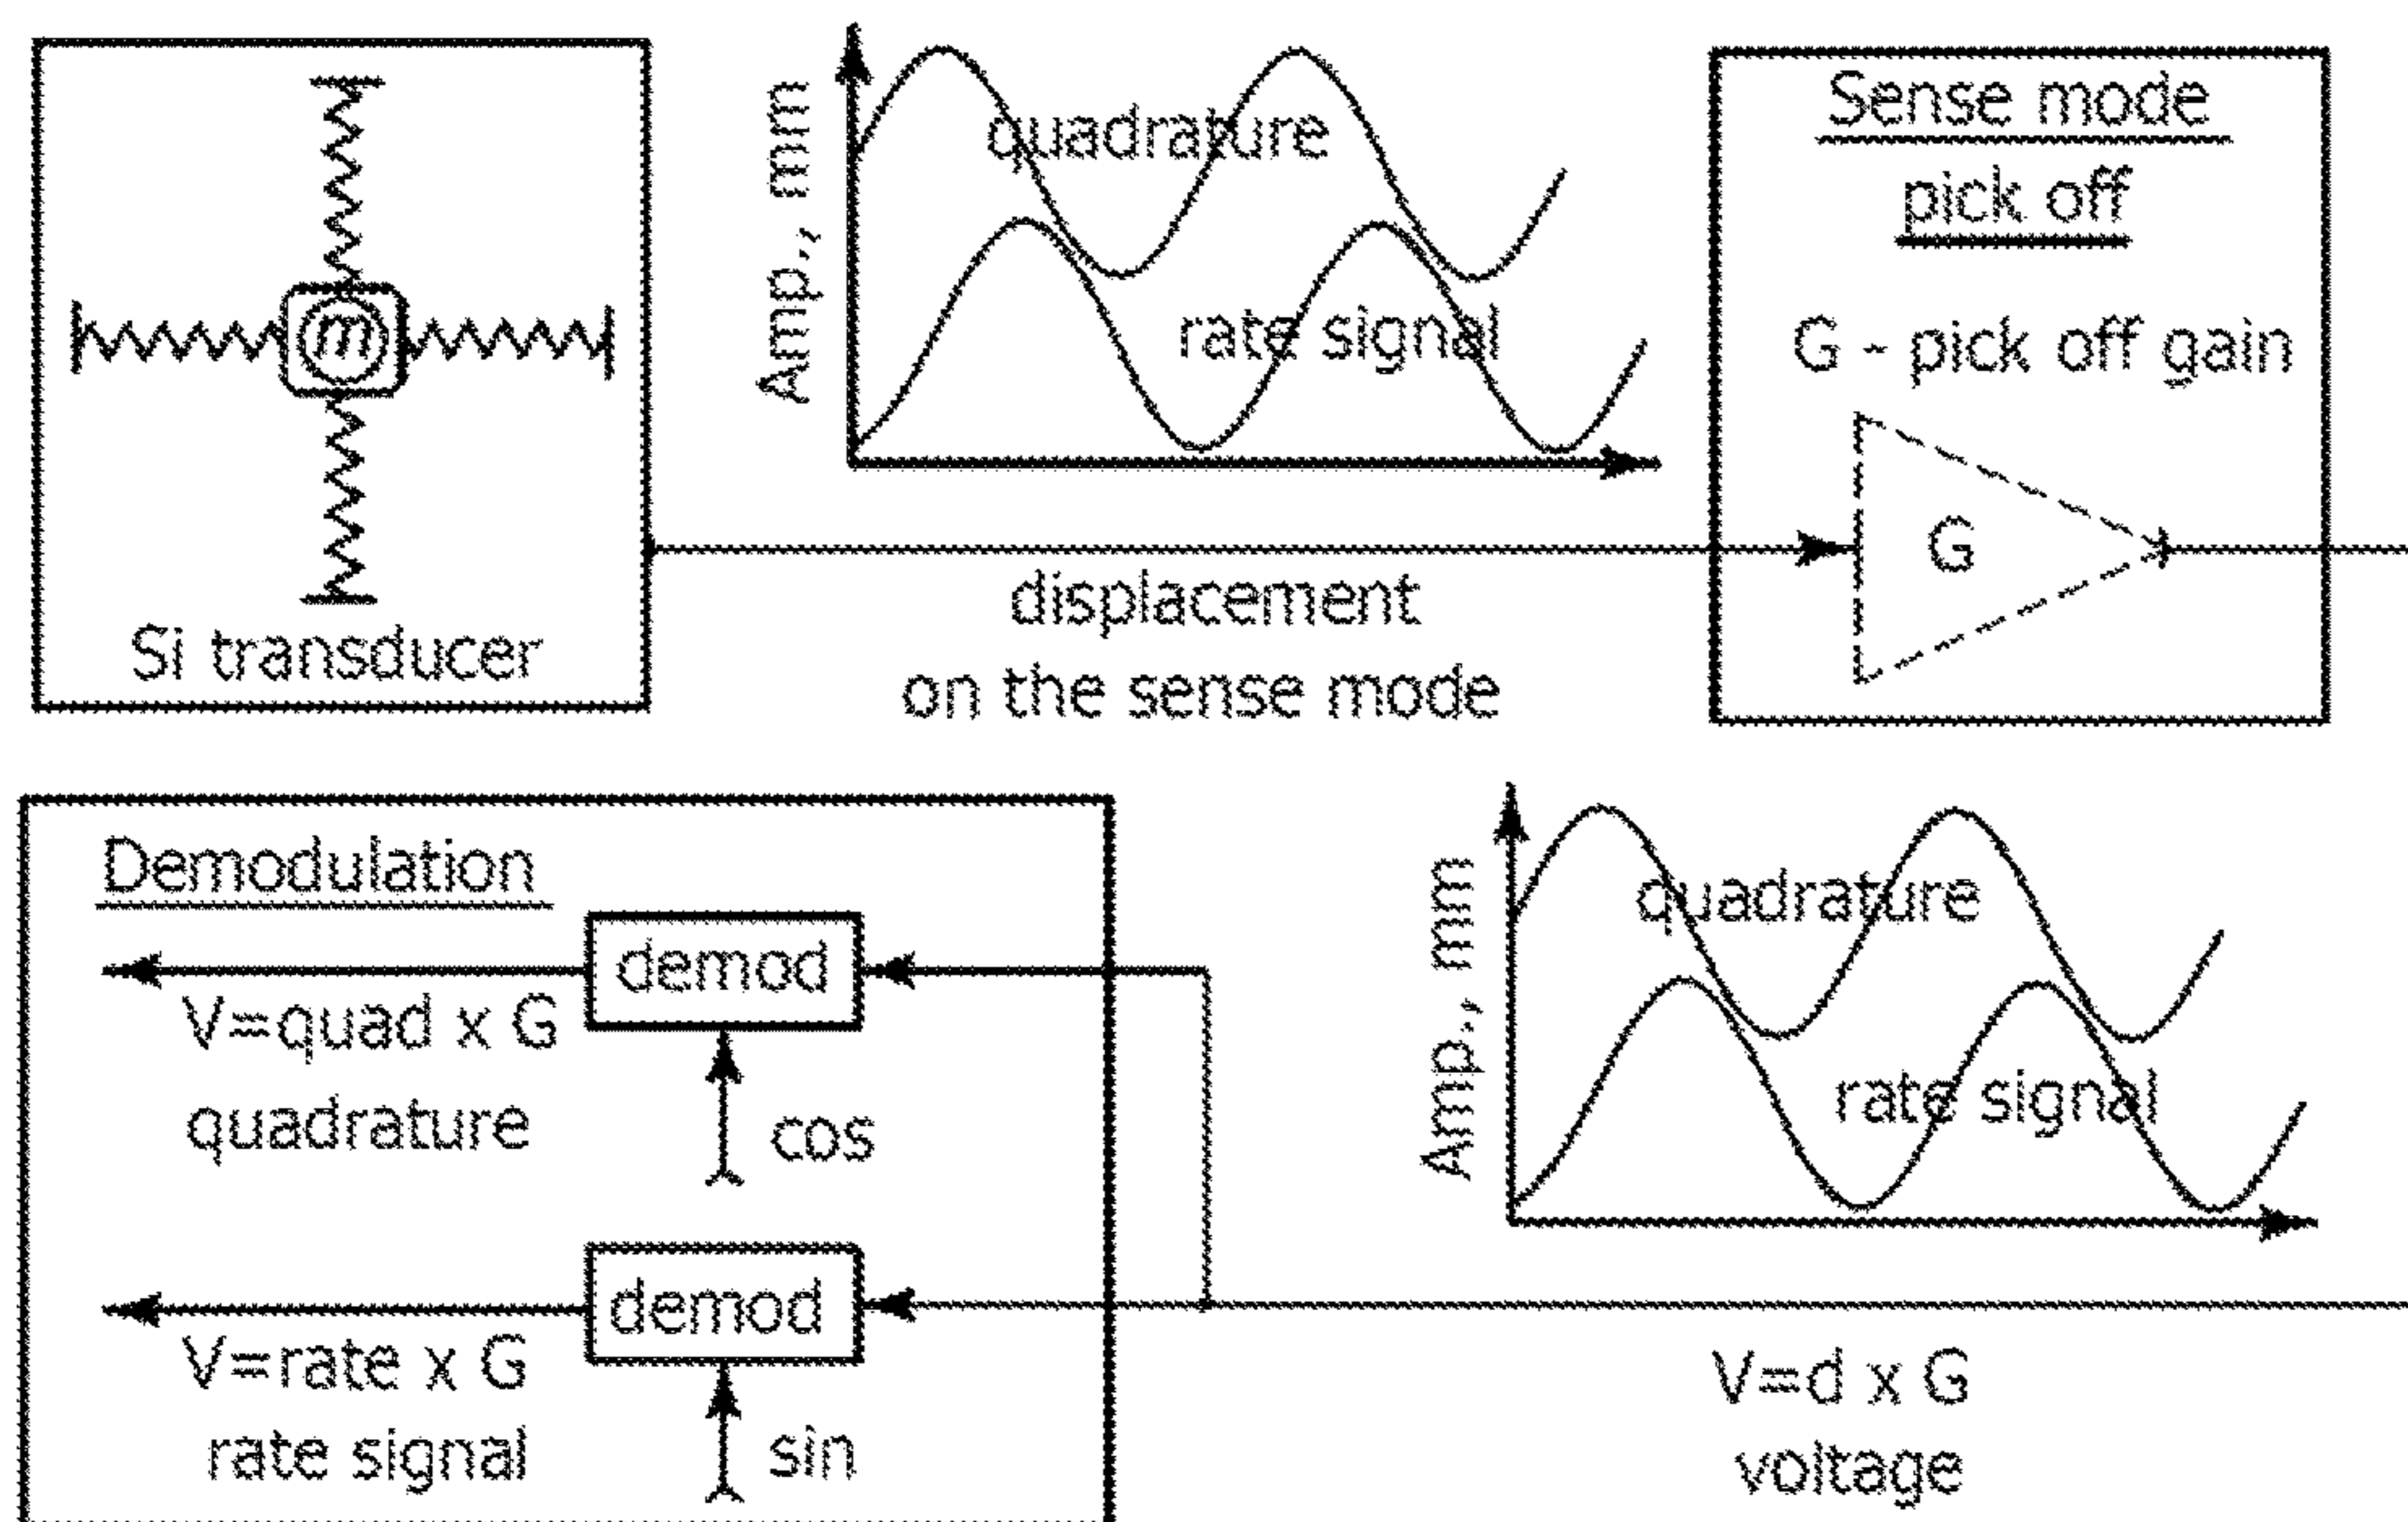 m
Si transducer
Amp., mm
quadrature
rate signal
displacement
on the sense mode
Sense mode
pick off
G - pick off gain
G
Demodulation
demod
V=quad x G
quadrature
cos
demod
V=rate x G
rate signal
sin
Amp., mm
quadrature
rate signal
V=d x G
voltage